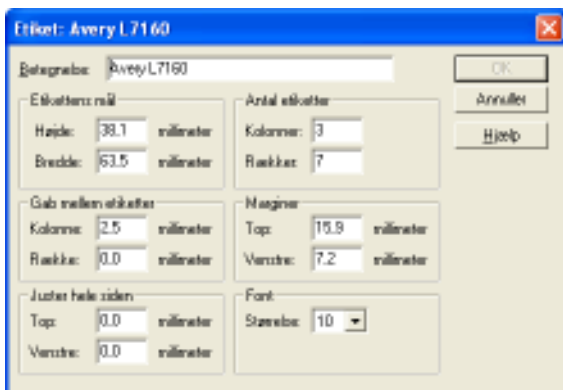 Etiket: Avery L7160
Betegnelse: Avery L7160
OK
Etikettens mål
Højde: 38.1 millimeter
Bredde: 63.5 millimeter
Antal etiketter
Kolonner: 3
Rækker: 7
Annuller
Hjælp
Gab mellem etiketter
Kolonne: 2.5 millimeter
Række: 0.0 millimeter
Marginer
Top: 15.9 millimeter
Venstre: 7.2 millimeter
Juster hele siden
Top: 0.0 millimeter
Venstre: 0.0 millimeter
Font
Størrelse: 10